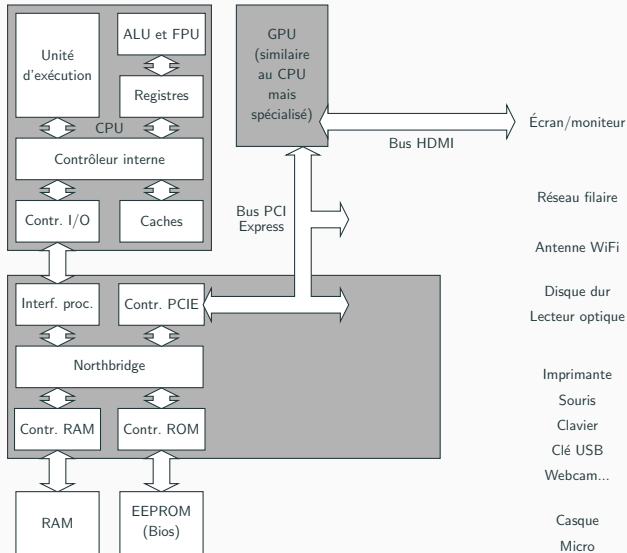 Unité
d'exécution
ALU et FPU
Registres
CPU
Contrôleur interne
Contr. I/O
Caches
GPU
(similaire
au CPU
mais
spécialisé)
Bus HDMI
Écran/moniteur
Bus PCI
Express
Réseau filaire
Antenne WiFi
Disque dur
Lecteur optique
Interf. proc.
Contr. PCIE
Northbridge
Contr. RAM
Contr. ROM
Imprimante
Souris
Clavier
Clé USB
Webcam...
RAM
EEPROM
(Bios)
Casque
Micro